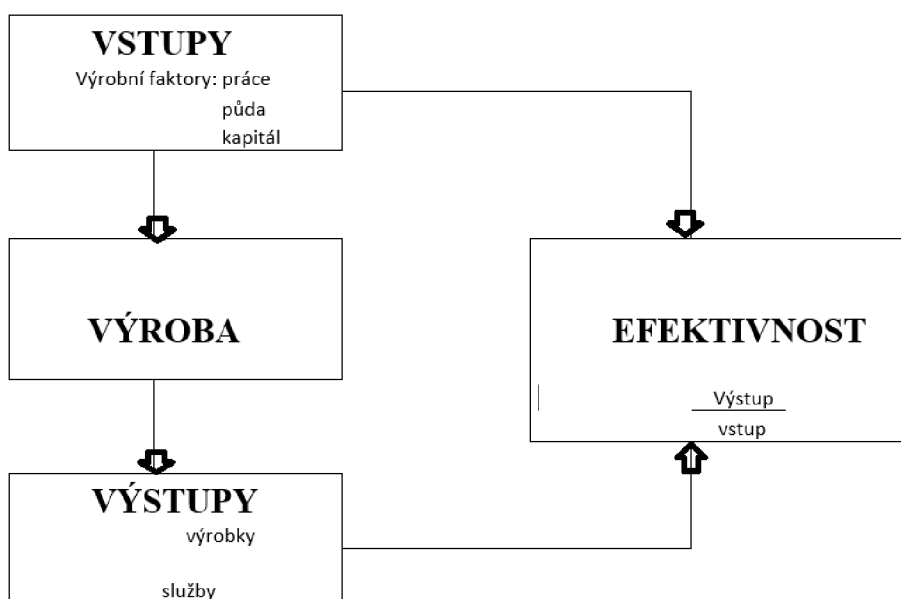 VSTUPY
Výrobní faktory: práce
půda
kapitál
VÝROBA
EFEKTIVNOST
Výstup
vstup
VÝSTUPY
výrobky
služby